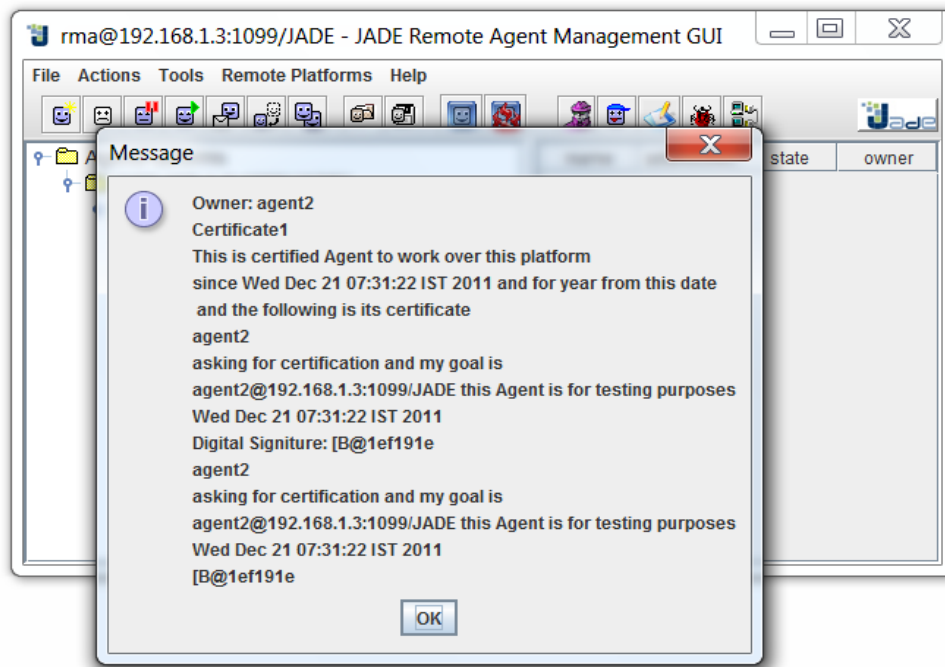 rma@192.168.1.3:1099/JADE - JADE Remote Agent Management GUI
File Actions Tools Remote Platforms Help
Jade
state owner
Message
Owner: agent2
Certificate1
This is certified Agent to work over this platform
since Wed Dec 21 07:31:22 IST 2011 and for year from this date
and the following is its certificate
agent2
asking for certification and my goal is
agent2@192.168.1.3:1099/JADE this Agent is for testing purposes
Wed Dec 21 07:31:22 IST 2011
Digital Signiture: [B@1ef191e
agent2
asking for certification and my goal is
agent2@192.168.1.3:1099/JADE this Agent is for testing purposes
Wed Dec 21 07:31:22 IST 2011
[B@1ef191e
OK